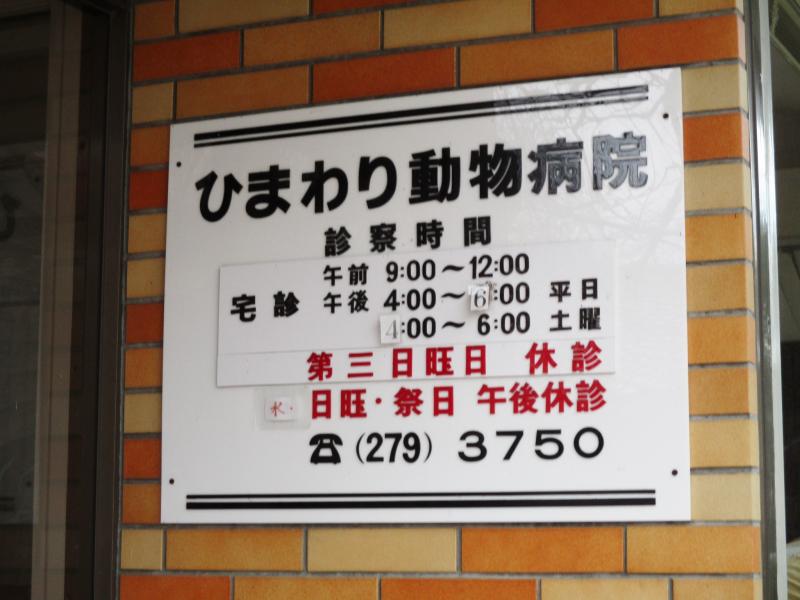 ひまわり動物病院
診察時間
午前 9:00〜12:00
宅診 午後 4:00〜6:00 平日
4:00〜6:00 土曜
第三日旺日 休診
水・日旺・祭日 午後休診
☎(279)3750